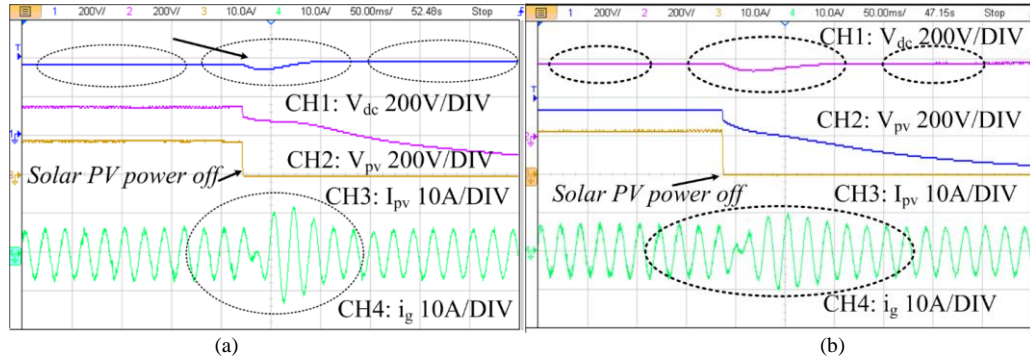 1 200V/ 2 200V/ 3 10.0A/ 4 10.0A/ 50.00ms/ 52.48s Stop
CH1: Vdc 200V/DIV
CH2: Vpv 200V/DIV
Solar PV power off
CH3: Ipv 10A/DIV
CH4: ig 10A/DIV
(a)
1 200V/ 2 200V/ 3 10.0A/ 4 10.0A/ 50.00ms/ 47.15s Stop
CH1: Vdc 200V/DIV
CH2: Vpv 200V/DIV
Solar PV power off
CH3: Ipv 10A/DIV
CH4: ig 10A/DIV
(b)